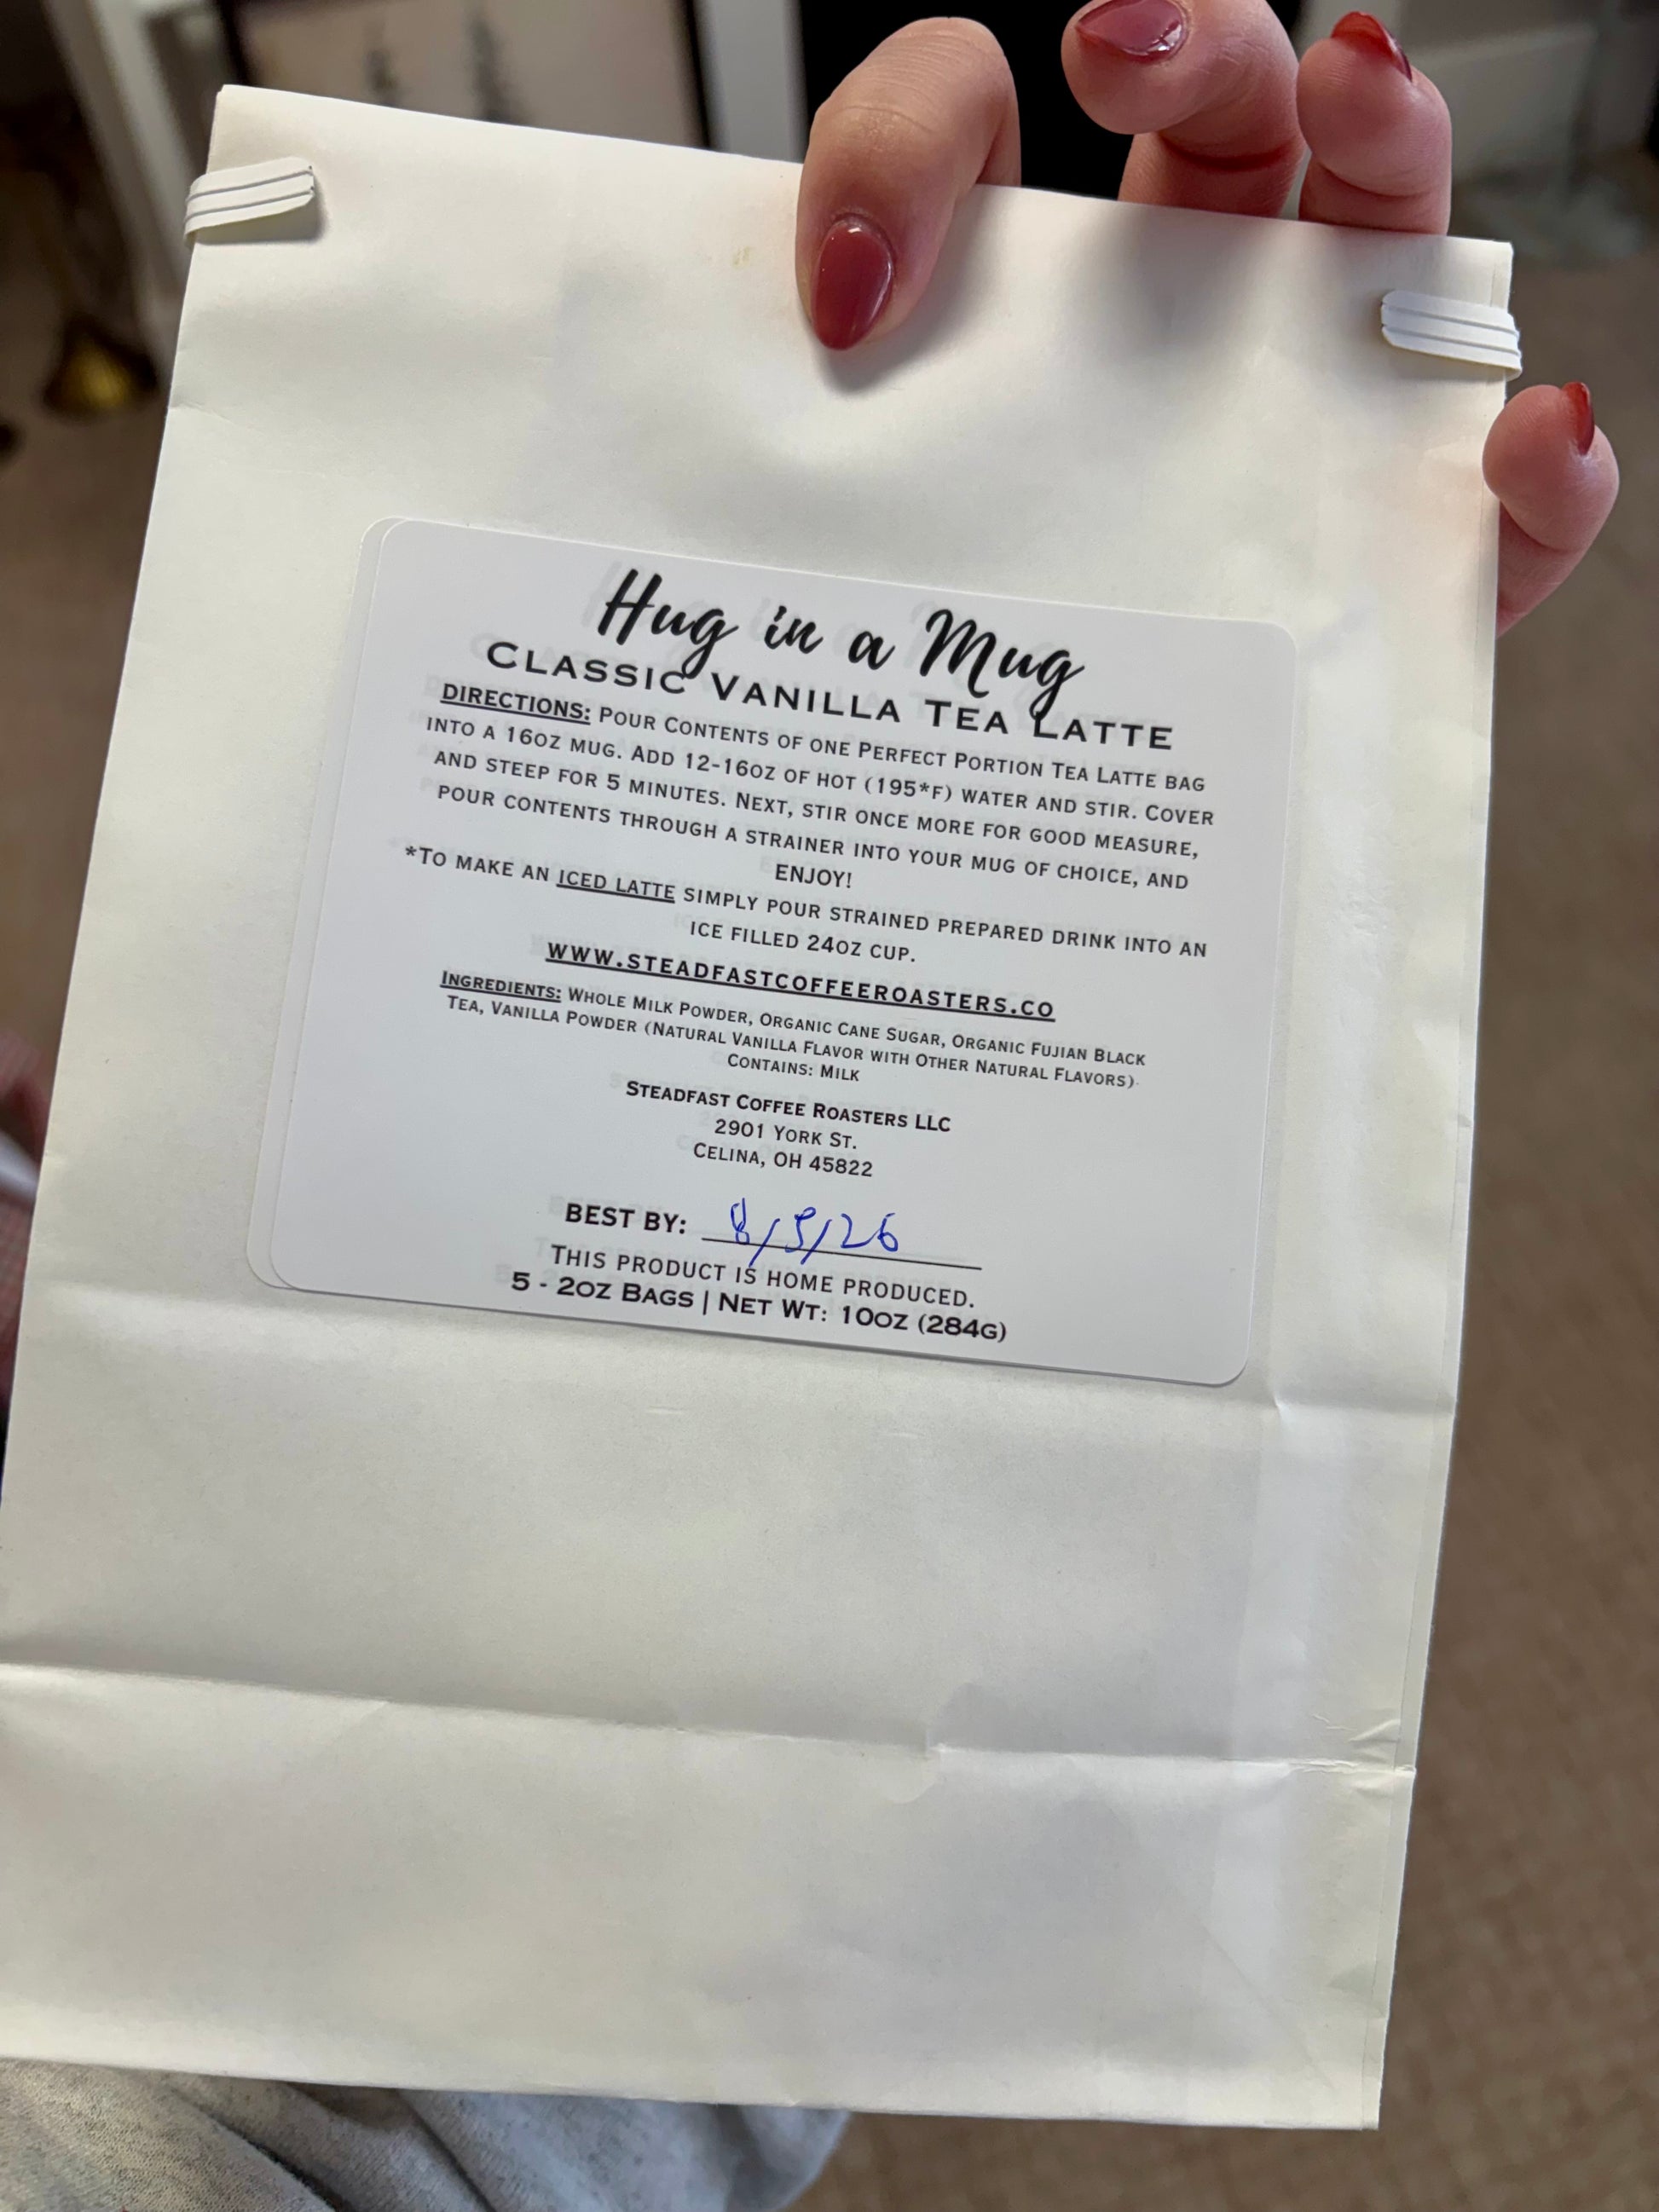 Hug in a Mug
CLASSIC VANILLA TEA LATTE
DIRECTIONS: POUR CONTENTS OF ONE PERFECT PORTION TEA LATTE BAG
INTO A 16OZ MUG. ADD 12-16OZ OF HOT (195*F) WATER AND STIR. COVER
AND STEEP FOR 5 MINUTES. NEXT, STIR ONCE MORE FOR GOOD MEASURE,
POUR CONTENTS THROUGH A STRAINER INTO YOUR MUG OF CHOICE, AND
ENJOY!
*TO MAKE AN ICED LATTE SIMPLY POUR STRAINED PREPARED DRINK INTO AN
ICE FILLED 24OZ CUP.
WWW.STEADFASTCOFFEEROASTERS.CO
INGREDIENTS: WHOLE MILK POWDER, ORGANIC CANE SUGAR, ORGANIC FUJIAN BLACK
TEA, VANILLA POWDER (NATURAL VANILLA FLAVOR WITH OTHER NATURAL FLAVORS).
CONTAINS: MILK
STEADFAST COFFEE ROASTERS LLC
2901 YORK ST.
CELINA, OH 45822
BEST BY: 8/5/26
THIS PRODUCT IS HOME PRODUCED.
5 - 2OZ BAGS | NET WT: 10OZ (284G)